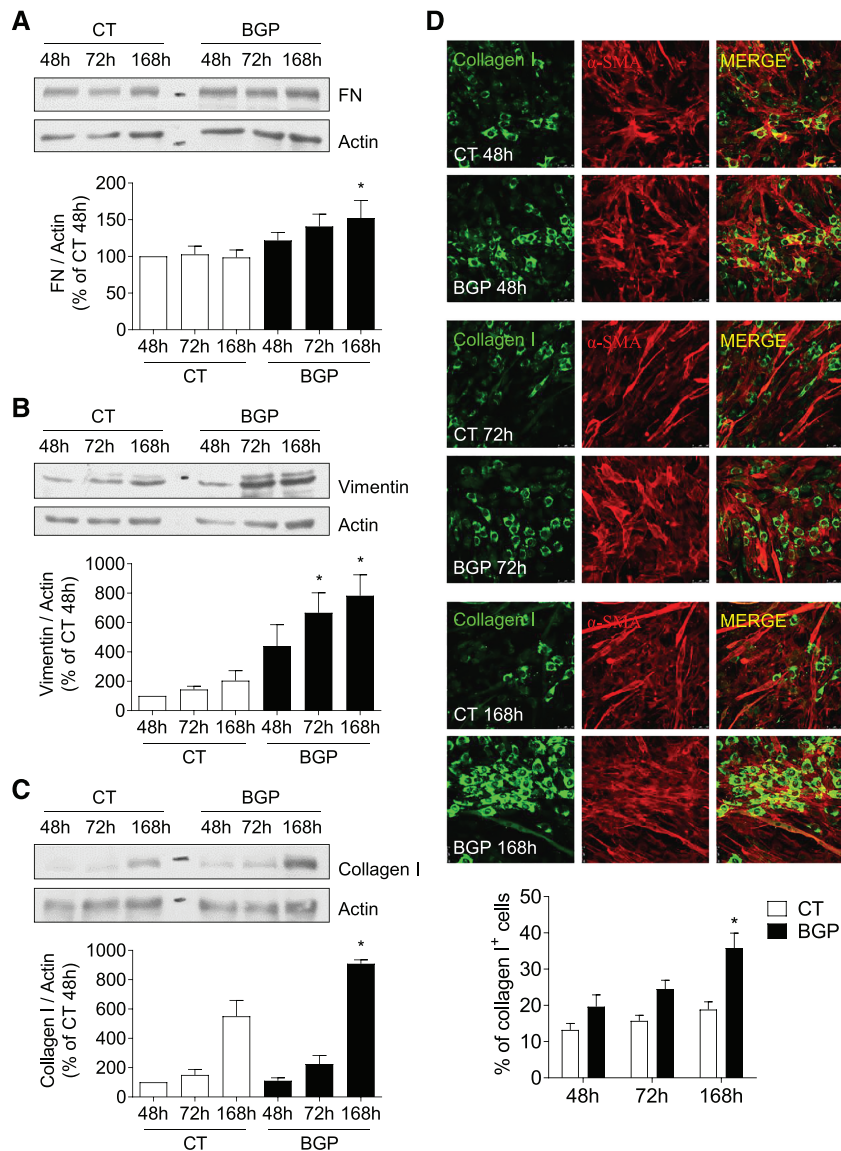 A
CT BGP
48h 72h 168h 48h 72h 168h
FN
Actin
FN / Actin
(% of CT 48h)
200
150
100
50
0
*
48h 72h 168h 48h 72h 168h
CT BGP
B
CT BGP
48h 72h 168h 48h 72h 168h
Vimentin
Actin
Vimentin / Actin
(% of CT 48h)
1000
800
600
400
200
0
* *
48h 72h 168h 48h 72h 168h
CT BGP
C
CT BGP
48h 72h 168h 48h 72h 168h
Collagen I
Actin
Collagen I / Actin
(% of CT 48h)
1000
800
600
400
200
0
*
48h 72h 168h 48h 72h 168h
CT BGP
D
Collagen I α-SMA MERGE
CT 48h
BGP 48h
Collagen I α-SMA MERGE
CT 72h
BGP 72h
Collagen I α-SMA MERGE
CT 168h
BGP 168h
% of collagen I⁺ cells
50
40
30
20
10
0
*
CT
BGP
48h 72h 168h